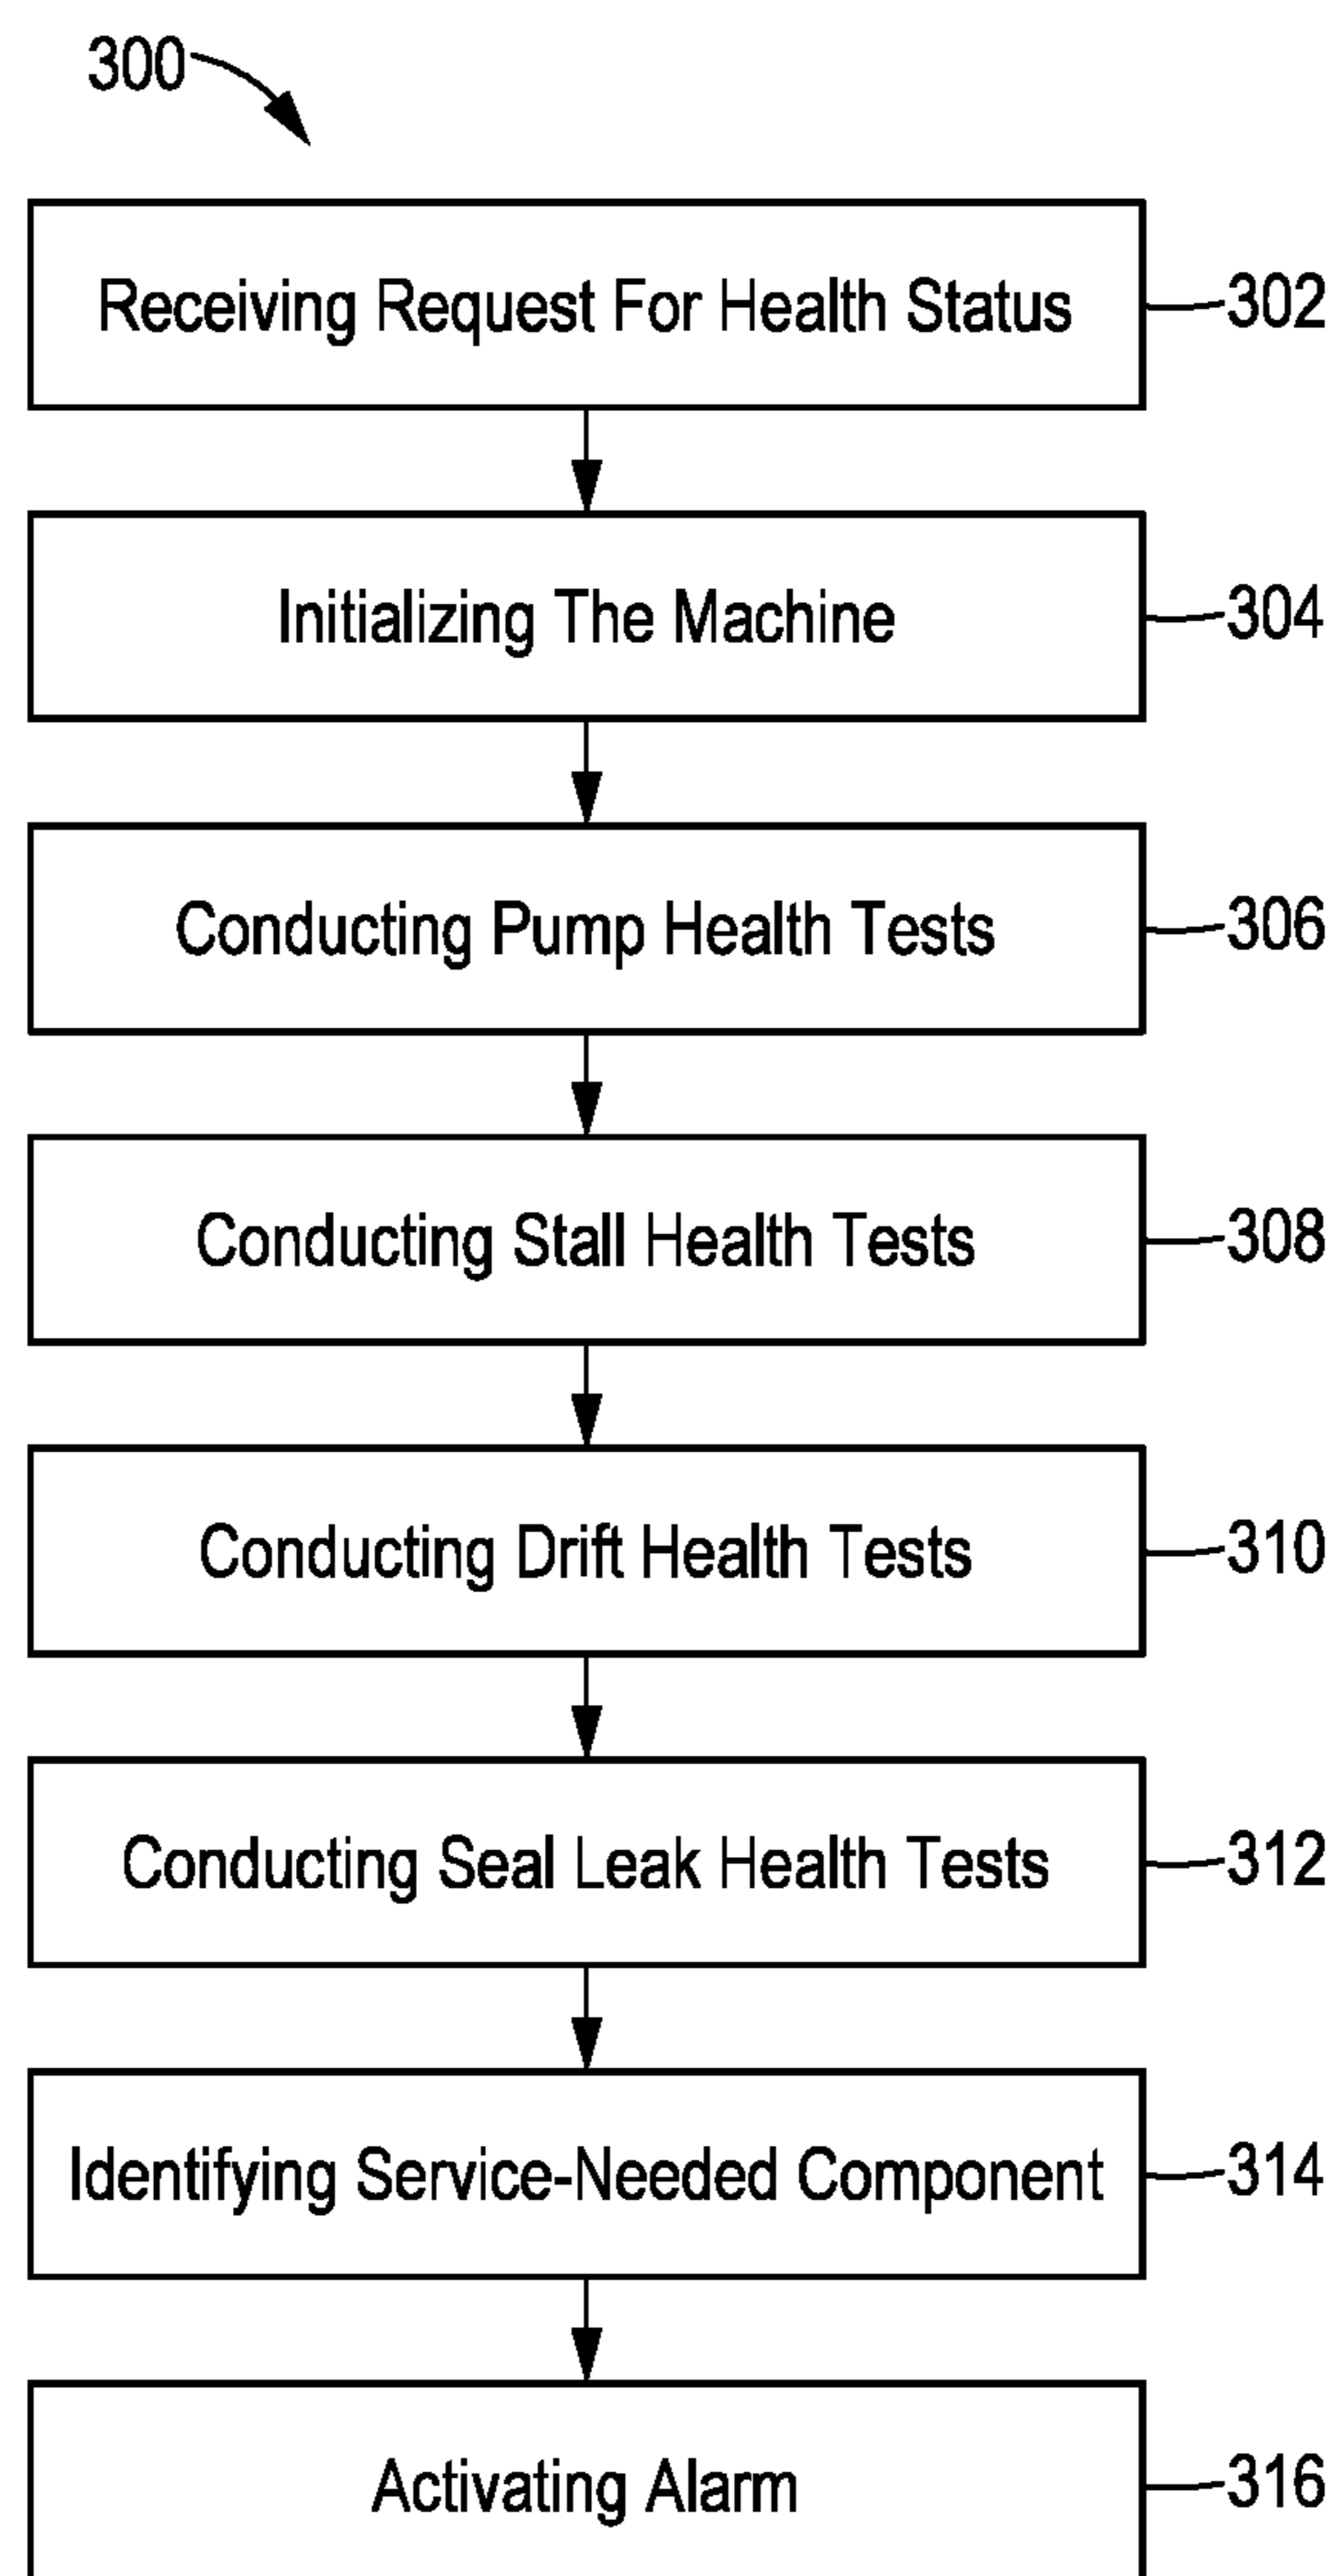 300
Receiving Request For Health Status
302
Initializing The Machine
304
Conducting Pump Health Tests
306
Conducting Stall Health Tests
308
Conducting Drift Health Tests
310
Conducting Seal Leak Health Tests
312
Identifying Service-Needed Component
314
Activating Alarm
316